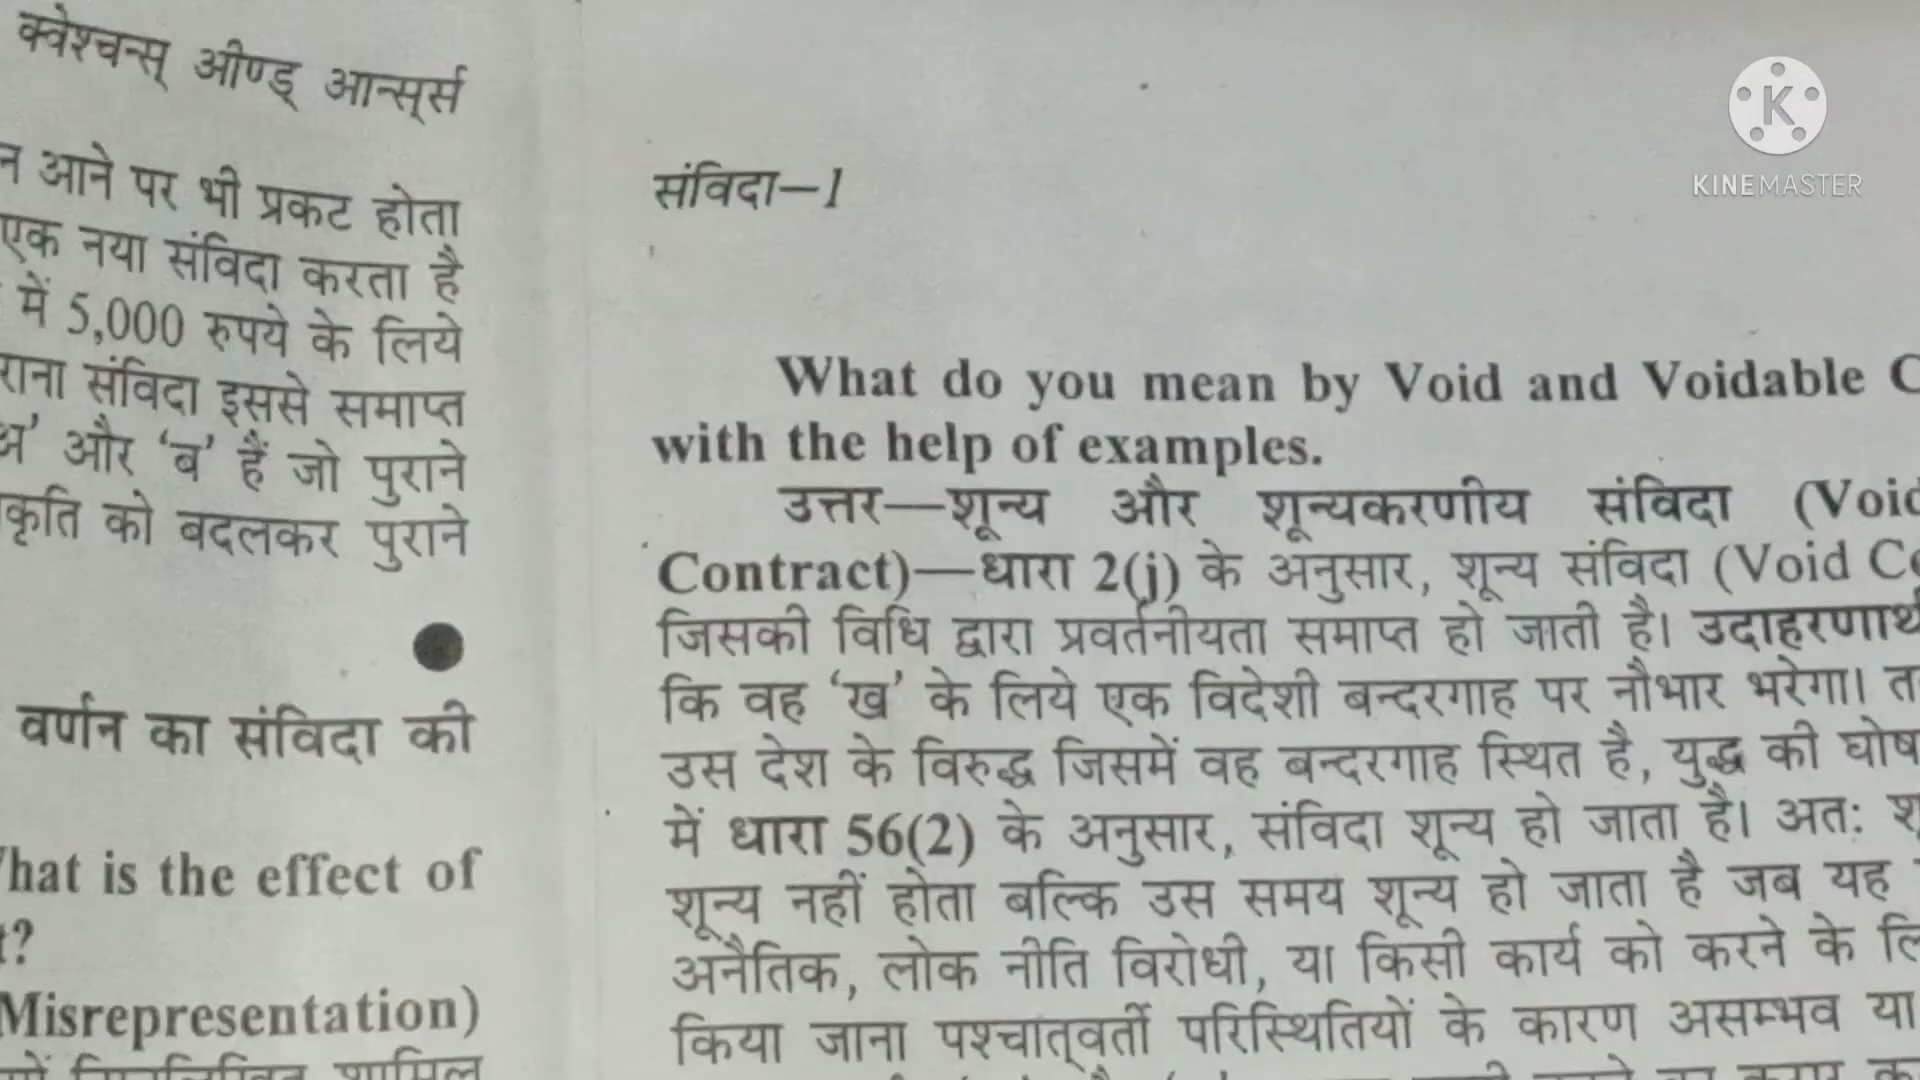 क्वेश्चन्स् ऑण्ड् आन्सर्स
आने पर भी प्रकट होता
एक नया संविदा करता है
में 5,000 रुपये के लिये
संविदा इससे समाप्त
और 'ब' हैं जो पुराने
को बदलकर पुराने
वर्णन का संविदा की
is the effect of
Misrepresentation)
संविदा—1
What do you mean by Void and Voidable
with the help of examples.
उत्तर—शून्य और शून्यकरणीय संविदा
Contract)—धारा 2(j) के अनुसार, शून्य संविदा (Void
जिसकी विधि द्वारा प्रवर्तनीयता समाप्त हो जाती है। उदाहरणार्थ
कि वह 'ख' के लिये एक विदेशी बन्दरगाह पर नौभार भरेगा।
उस देश के विरुद्ध जिसमें वह बन्दरगाह स्थित है, युद्ध की
में धारा 56(2) के अनुसार, संविदा शून्य हो जाता है। अतः
शून्य नहीं होता बल्कि उस समय शून्य हो जाता है जब यह
अनैतिक, लोक नीति विरोधी, या किसी कार्य को करने के
किया जाना पश्चात्वर्ती परिस्थितियों के कारण असम्भव या
KINEMASTER